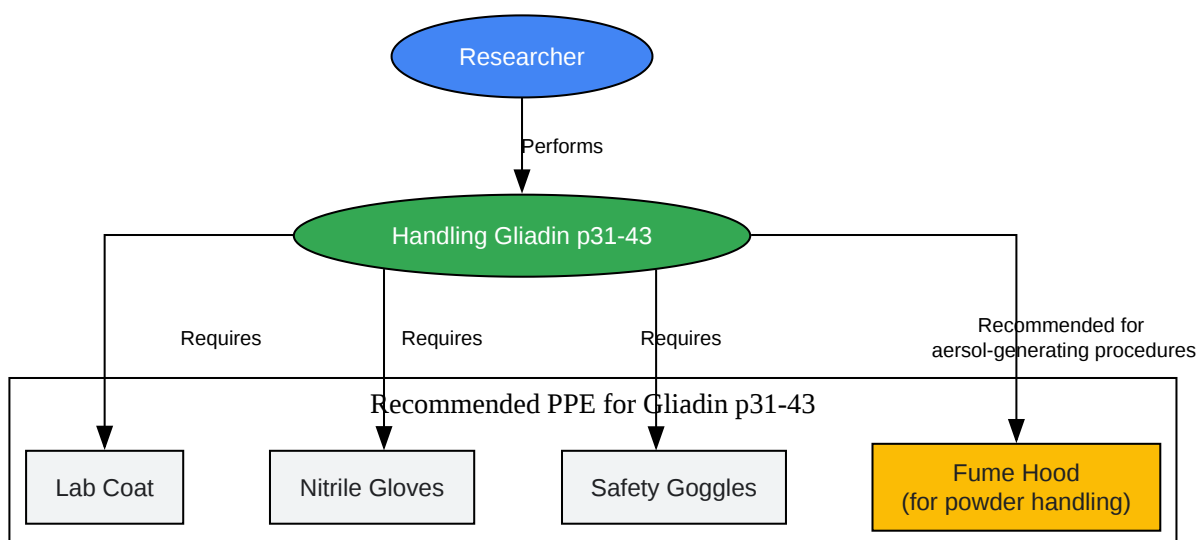 Researcher
Performs
Handling Gliadin p31-43
Requires
Requires
Requires
Recommended for
aersol-generating procedures
Recommended PPE for Gliadin p31-43
Lab Coat
Nitrile Gloves
Safety Goggles
Fume Hood
(for powder handling)